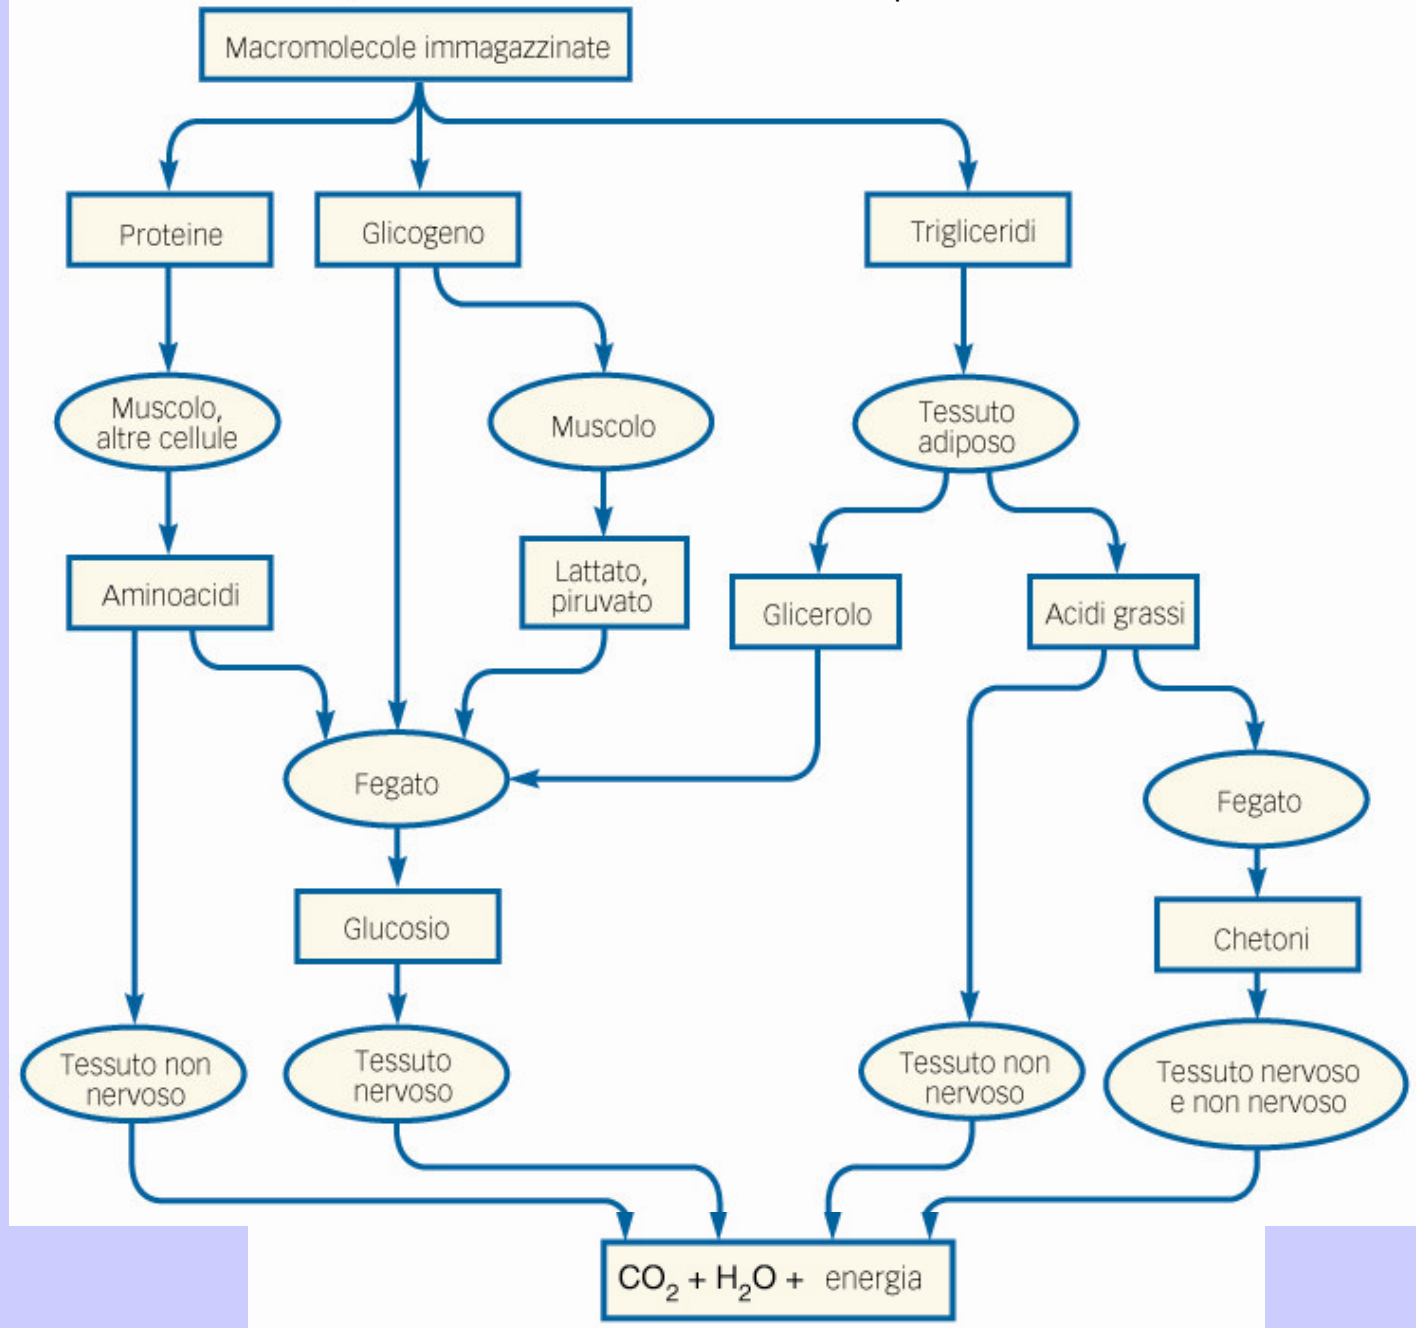 Macromolecole immagazzinate
Proteine
Glicogeno
Trigliceridi
Muscolo,
altre cellule
Muscolo
Tessuto
adiposo
Aminoacidi
Lattato,
piruvato
Glicerolo
Acidi grassi
Fegato
Fegato
Glucosio
Chetoni
Tessuto non
nervoso
Tessuto
nervoso
Tessuto non
nervoso
Tessuto nervoso
e non nervoso
CO₂ + H₂O + energia